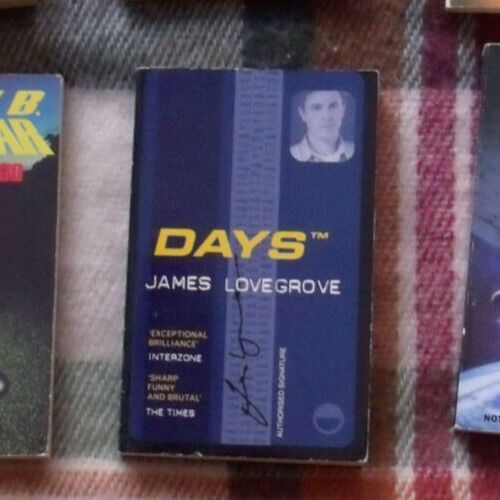 B.
DAYS™
JAMES LOVEGROVE
'EXCEPTIONAL
BRILLIANCE'
INTERZONE
'SHARP
FUNNY
AND BRUTAL'
THE TIMES
AUTHORISED SIGNATURE